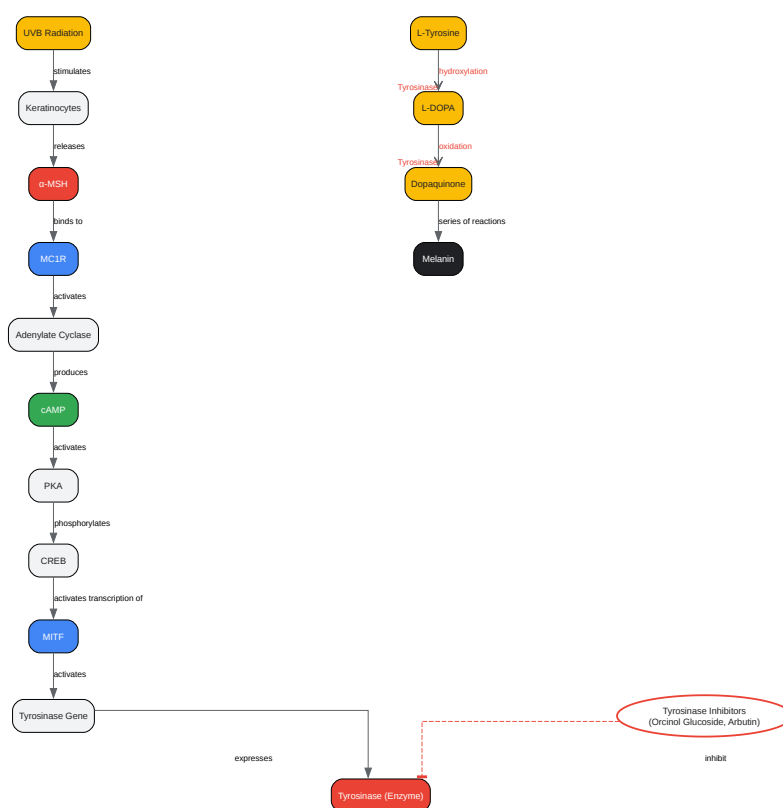 UVB Radiation
stimulates
Keratinocytes
releases
α-MSH
binds to
MC1R
activates
Adenylate Cyclase
produces
cAMP
activates
PKA
phosphorylates
CREB
activates transcription of
MITF
activates
Tyrosinase Gene
expresses
Tyrosinase (Enzyme)
L-Tyrosine
hydroxylation
Tyrosinase
L-DOPA
oxidation
Tyrosinase
Dopaquinone
series of reactions
Melanin
Tyrosinase Inhibitors
(Orcinol Glucoside, Arbutin)
inhibit